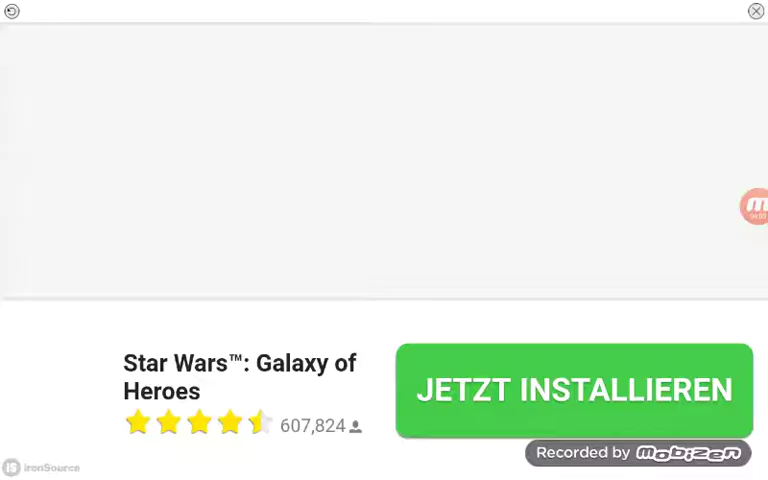 Star Wars™: Galaxy of
Heroes
607,824
JETZT INSTALLIEREN
Recorded by mobizen
ironSource